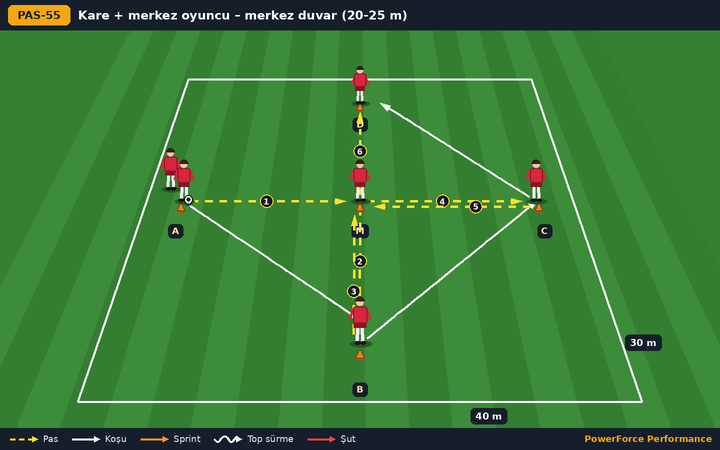 PAS-55
Kare + merkez oyuncu – merkez duvar (20-25 m)
D
6
1
4
5
A
M
C
2
3
30 m
B
40 m
Pas
Koşu
Sprint
Top sürme
Şut
PowerForce Performance